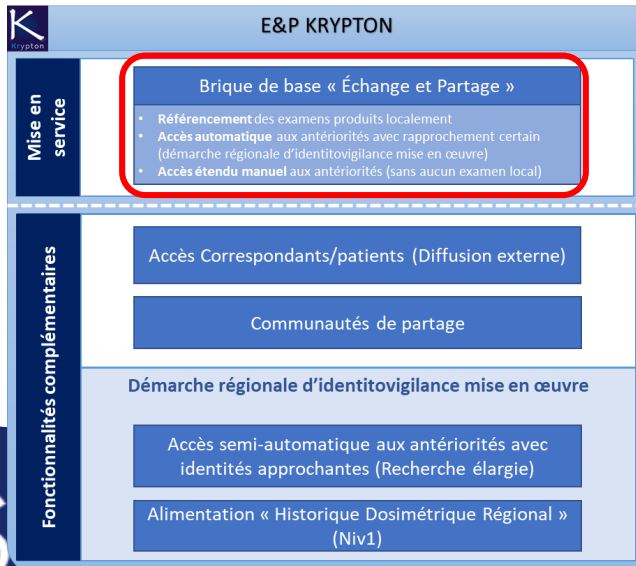 Krypton
E&P KRYPTON
Mise en
service
Brique de base « Échange et Partage »
• Référencement des examens produits localement
• Accès automatique aux antériorités avec rapprochement certain
(démarche régionale d'identitovigilance mise en œuvre)
• Accès étendu manuel aux antériorités (sans aucun examen local)
Fonctionnalités complémentaires
Accès Correspondants/patients (Diffusion externe)
Communautés de partage
Démarche régionale d'identitovigilance mise en œuvre
Accès semi-automatique aux antériorités avec
identités approchantes (Recherche élargie)
Alimentation « Historique Dosimétrique Régional »
(Niv1)